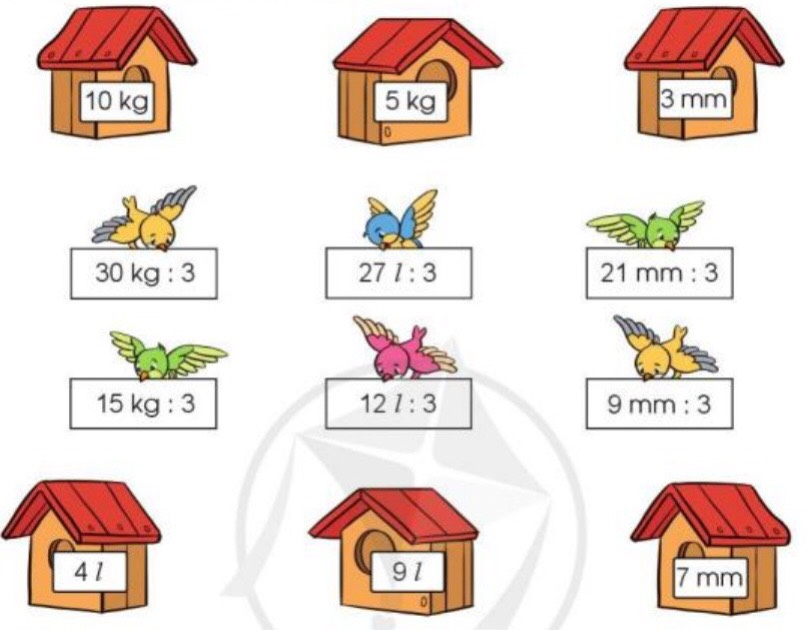 10 kg 5 kg 3 mm
30 kg : 3 27 l : 3 21 mm : 3
15 kg : 3 12 l : 3 9 mm : 3
4 l 9 l 7 mm